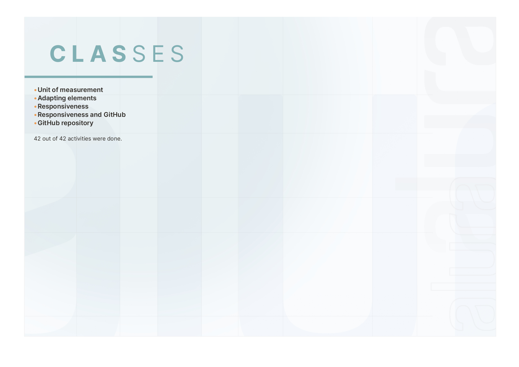 CLASSES
•Unit of measurement
•Adapting elements
•Responsiveness
•Responsiveness and GitHub
•GitHub repository
42 out of 42 activities were done.
alura
alura